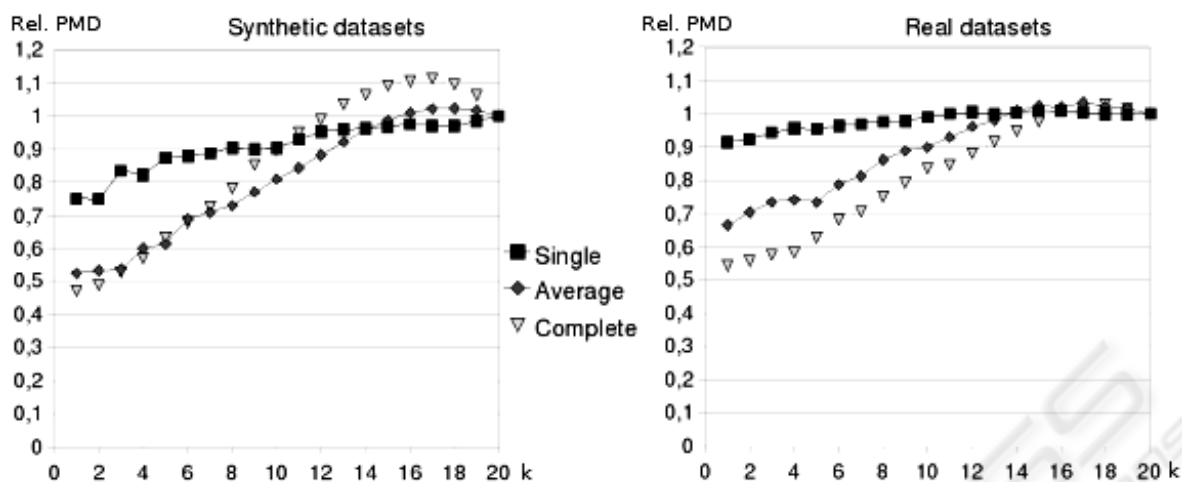 Rel. PMD
Synthetic datasets
1,2
1,1
1
0,9
0,8
0,7
0,6
0,5
0,4
0,3
0,2
0,1
0
0 2 4 6 8 10 12 14 16 18 20 k
Single
Average
Complete
Rel. PMD
Real datasets
1,2
1,1
1
0,9
0,8
0,7
0,6
0,5
0,4
0,3
0,2
0,1
0
0 2 4 6 8 10 12 14 16 18 20 k